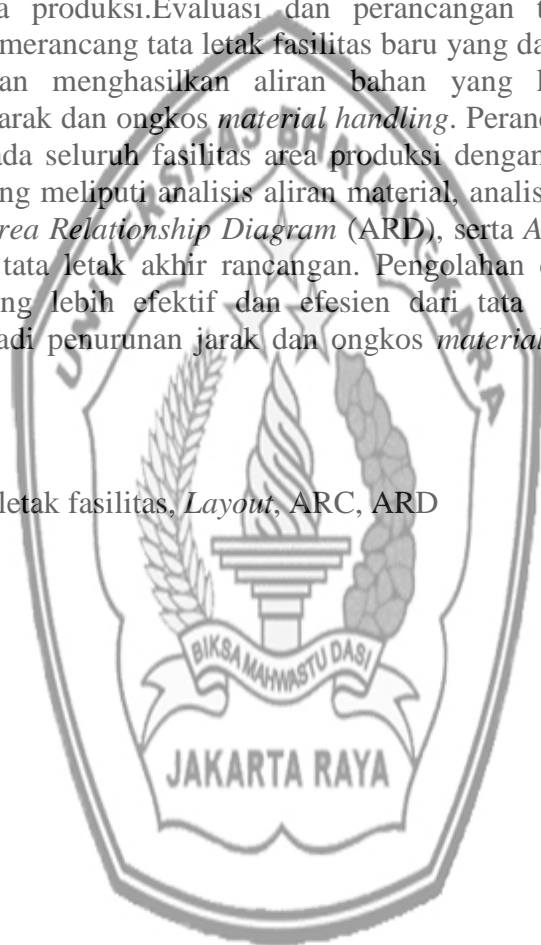 a produksi.Evaluasi dan perancangan t
merancang tata letak fasilitas baru yang da
an menghasilkan aliran bahan yang l
arak dan ongkos material handling. Peranc
ada seluruh fasilitas area produksi dengan
ng meliputi analisis aliran material, analis
rea Relationship Diagram (ARD), serta A
tata letak akhir rancangan. Pengolahan
ng lebih efektif dan efesien dari tata
adi penurunan jarak dan ongkos material
letak fasilitas, Layout, ARC, ARD
UNIVERSITAS BHAYANGKARA
BIKSA MAHWASTU DASI
JAKARTA RAYA